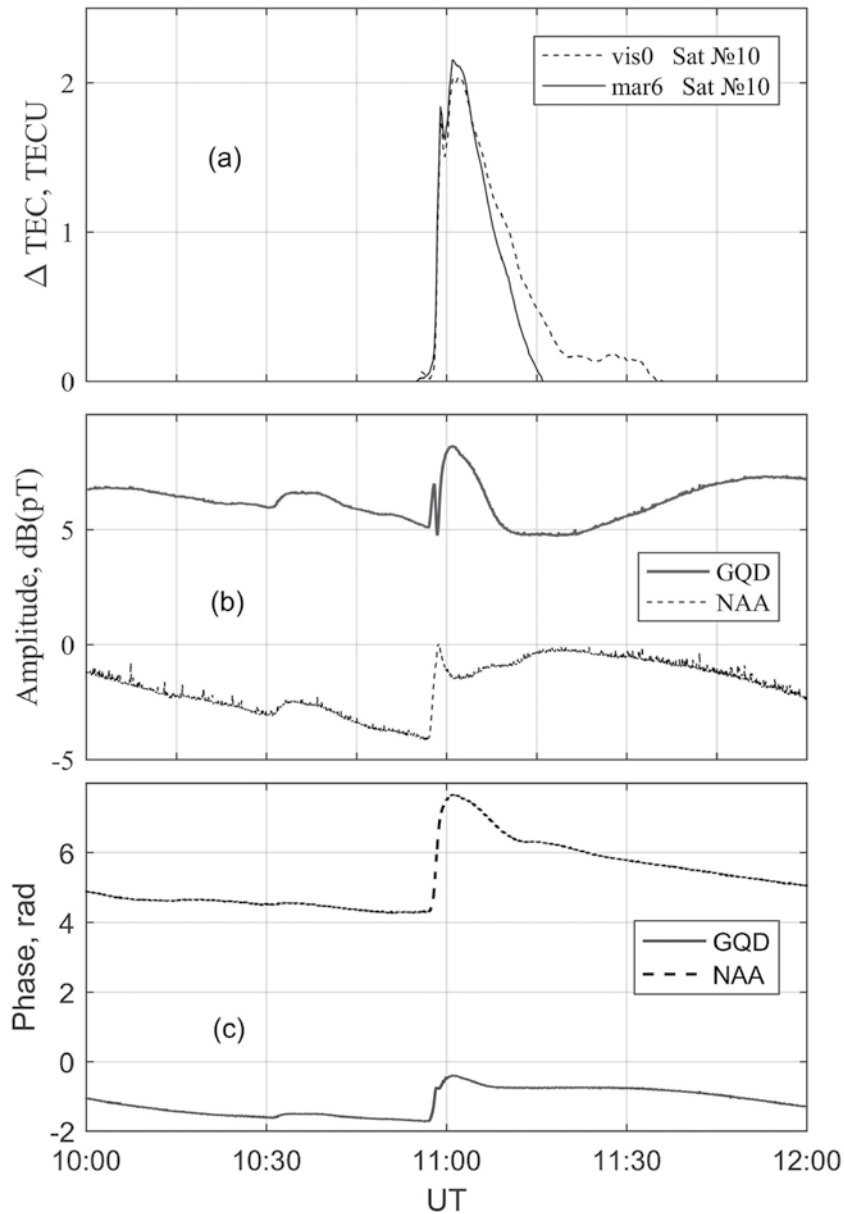 2
1
0
Δ TEC, TECU
(a)
vis0 Sat №10
mar6 Sat №10
5
0
-5
Amplitude, dB(pT)
(b)
GQD
NAA
6
4
2
0
-2
Phase, rad
(c)
GQD
NAA
10:00 10:30 11:00 11:30 12:00
UT